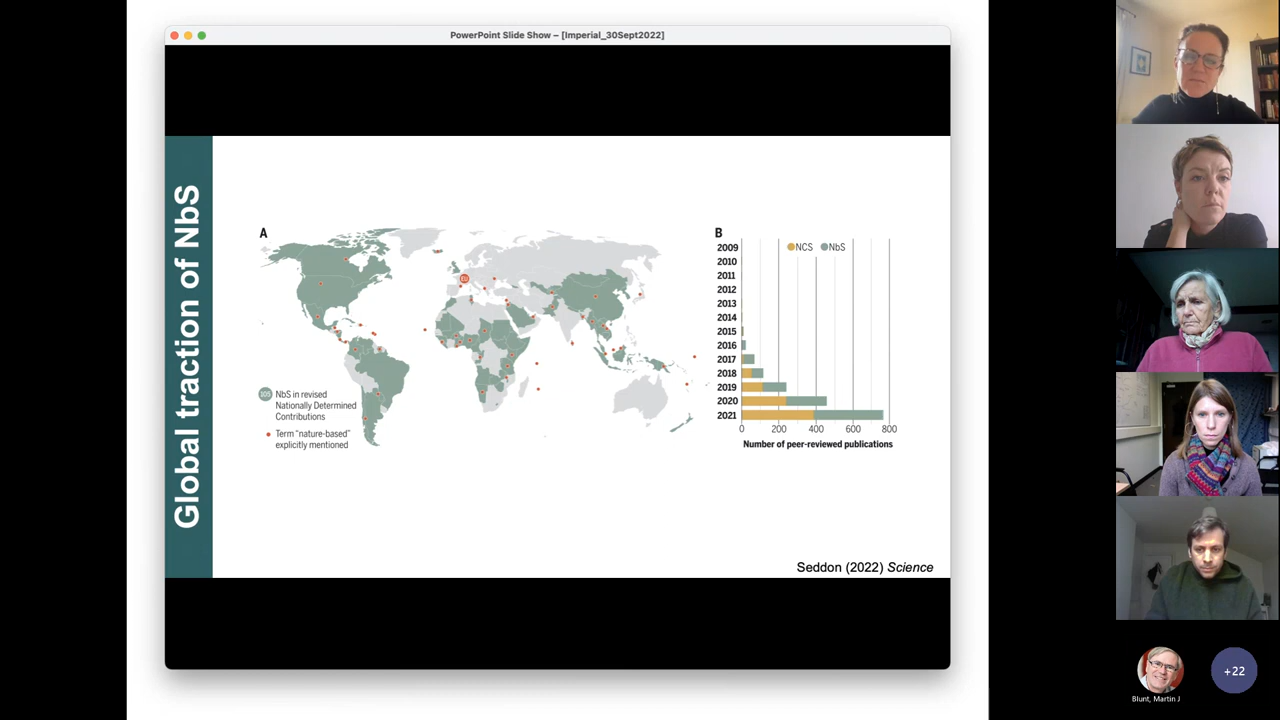 PowerPoint Slide Show – [Imperial_30Sept2022]
Global traction of NbS
A
EU
105
NbS in revised
Nationally Determined
Contributions
Term "nature-based"
explicitly mentioned
B
NCS NbS
2009
2010
2011
2012
2013
2014
2015
2016
2017
2018
2019
2020
2021
0 200 400 600 800
Number of peer-reviewed publications
Seddon (2022) Science
Blunt, Martin J
+22